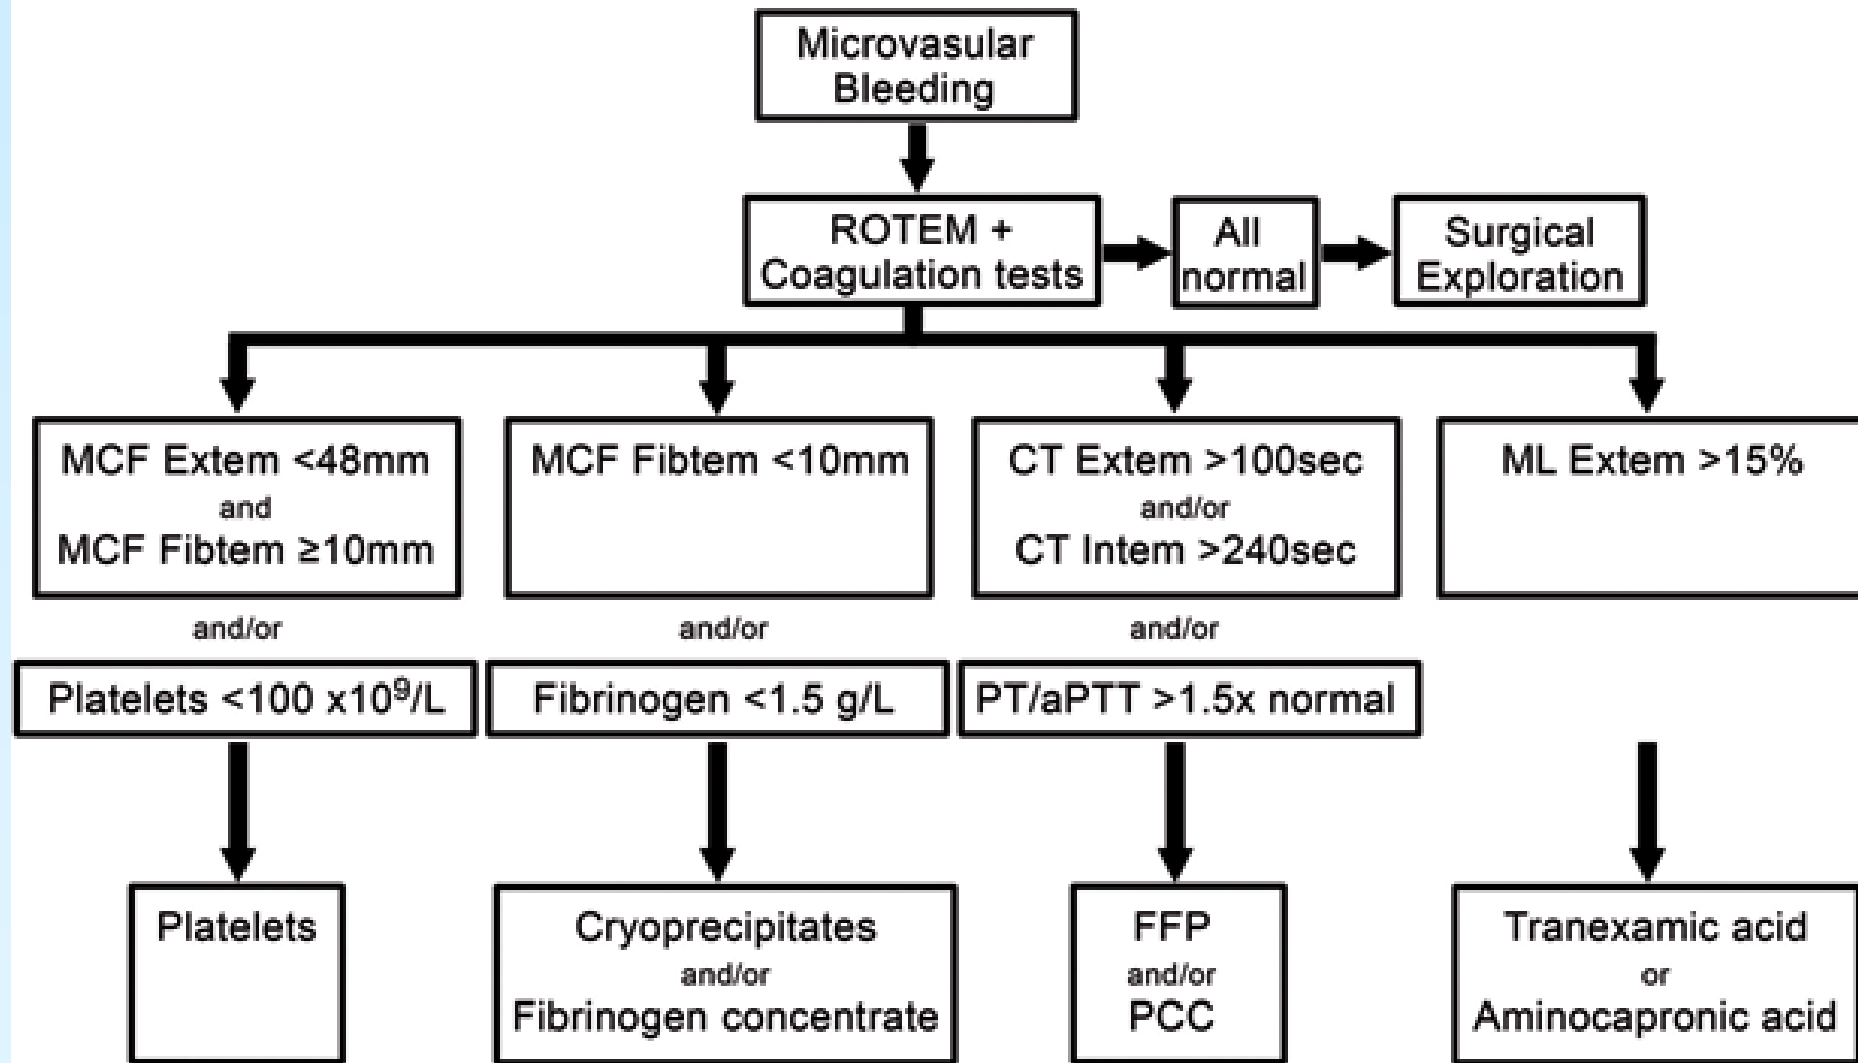 Microvasular
Bleeding
ROTEM +
Coagulation tests
All
normal
Surgical
Exploration
MCF Extem <48mm
and
MCF Fibtem ≥10mm
MCF Fibtem <10mm
CT Extem >100sec
and/or
CT Intem >240sec
ML Extem >15%
and/or
and/or
and/or
Platelets <100 x10⁹/L
Fibrinogen <1.5 g/L
PT/aPTT >1.5x normal
Platelets
Cryoprecipitates
and/or
Fibrinogen concentrate
FFP
and/or
PCC
Tranexamic acid
or
Aminocapronic acid